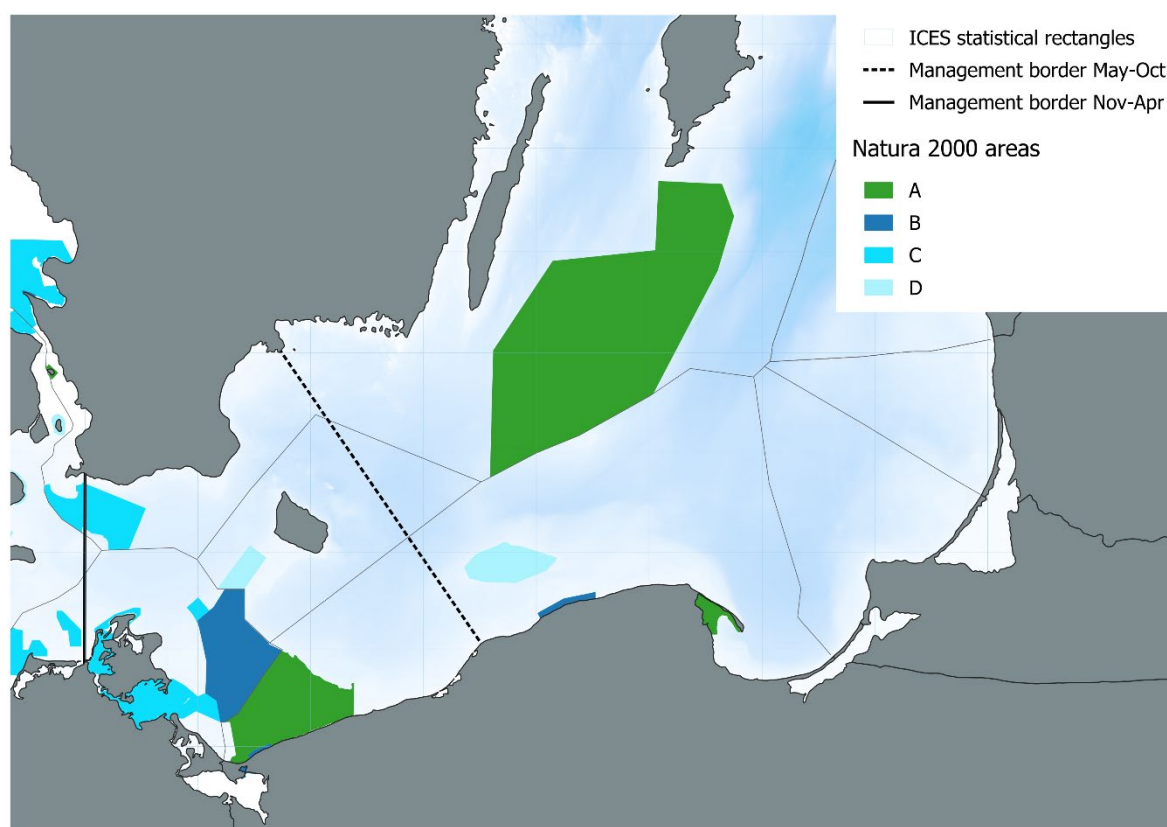 ICES statistical rectangles
Management border May-Oct
Management border Nov-Apr
Natura 2000 areas
A
B
C
D